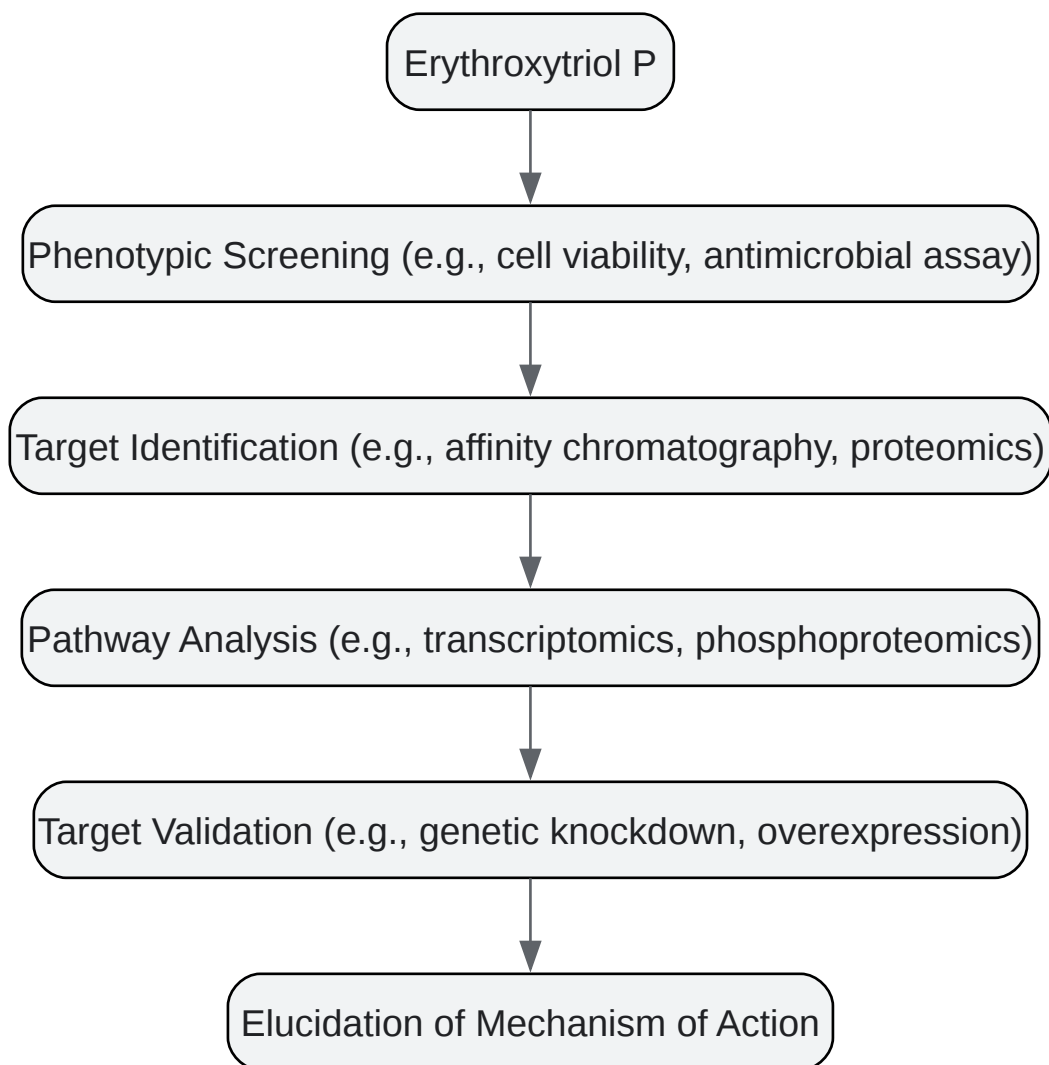 Erythroxytriol P
Phenotypic Screening (e.g., cell viability, antimicrobial assay)
Target Identification (e.g., affinity chromatography, proteomics)
Pathway Analysis (e.g., transcriptomics, phosphoproteomics)
Target Validation (e.g., genetic knockdown, overexpression)
Elucidation of Mechanism of Action